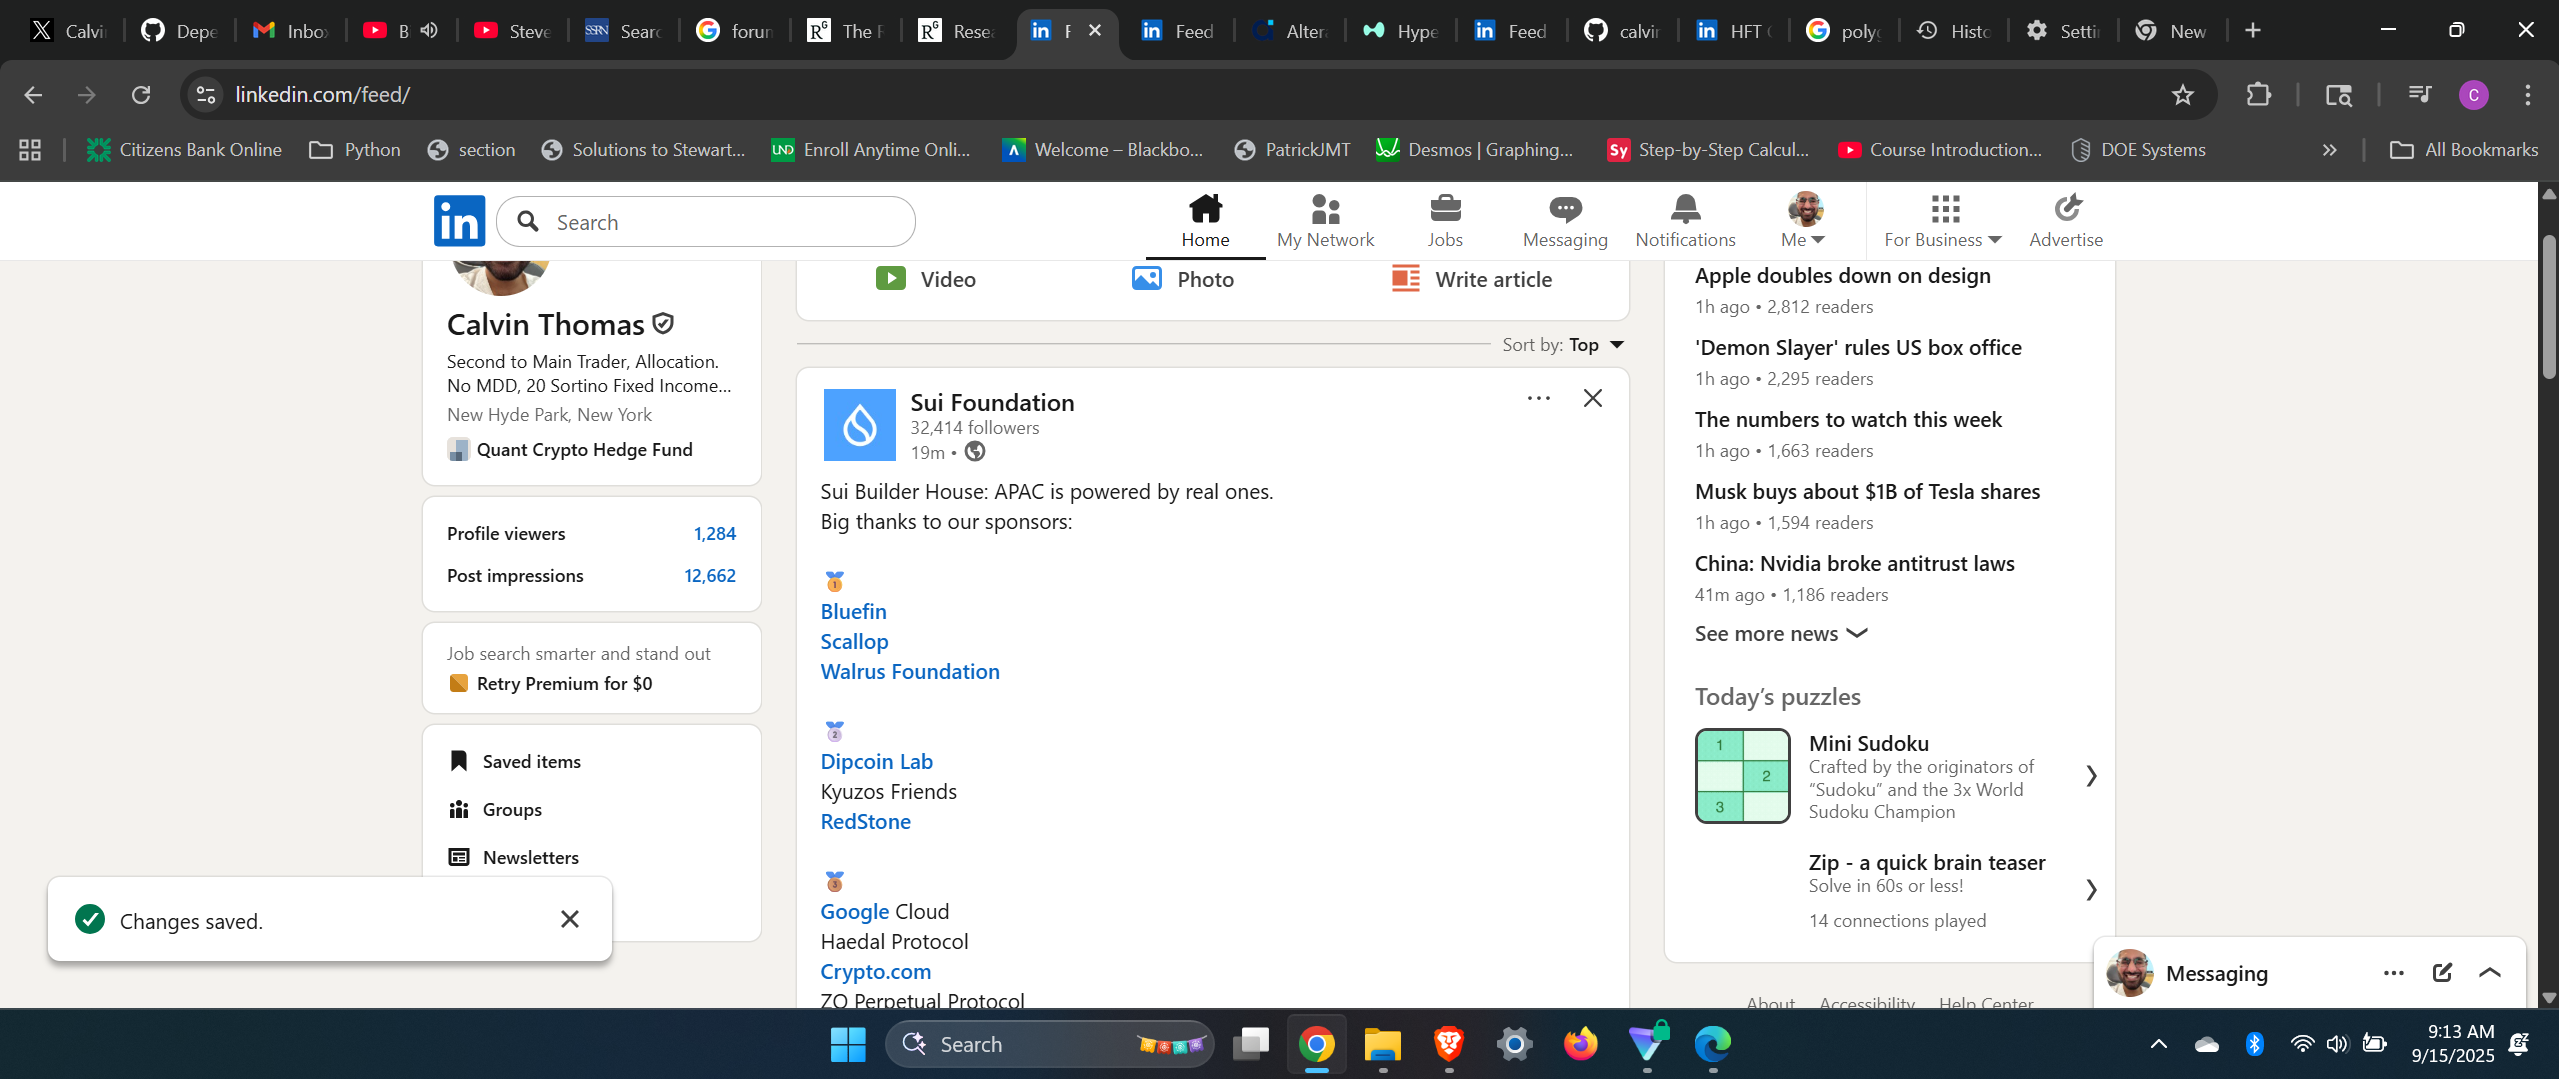 Calvi
Depe
Inbo
B
Steve
Searc
forun
The R
Resea
F
Feed
Altera
Hype
Feed
calvin
HFT
polyg
Histo
Settin
New
linkedin.com/feed/
C
Citizens Bank Online
Python
section
Solutions to Stewart...
Enroll Anytime Onli...
Welcome – Blackbo...
PatrickJMT
Desmos | Graphing...
Step-by-Step Calcul...
Course Introduction...
DOE Systems
All Bookmarks
in
Search
Home
My Network
Jobs
Messaging
Notifications
Me
For Business
Advertise
Calvin Thomas
Second to Main Trader, Allocation.
No MDD, 20 Sortino Fixed Income...
New Hyde Park, New York
Quant Crypto Hedge Fund
Profile viewers 1,284
Post impressions 12,662
Job search smarter and stand out
Retry Premium for $0
Saved items
Groups
Newsletters
Changes saved.
Video
Photo
Write article
Sort by: Top
Sui Foundation
32,414 followers
19m •
Sui Builder House: APAC is powered by real ones.
Big thanks to our sponsors:
🥇
Bluefin
Scallop
Walrus Foundation
🥈
Dipcoin Lab
Kyuzos Friends
RedStone
🥉
Google Cloud
Haedal Protocol
Crypto.com
ZO Perpetual Protocol
Apple doubles down on design
1h ago • 2,812 readers
'Demon Slayer' rules US box office
1h ago • 2,295 readers
The numbers to watch this week
1h ago • 1,663 readers
Musk buys about $1B of Tesla shares
1h ago • 1,594 readers
China: Nvidia broke antitrust laws
41m ago • 1,186 readers
See more news
Today’s puzzles
1
2
3
Mini Sudoku
Crafted by the originators of
“Sudoku” and the 3x World
Sudoku Champion
Zip - a quick brain teaser
Solve in 60s or less!
14 connections played
About Accessibility Help Center
Messaging
Search
9:13 AM
9/15/2025